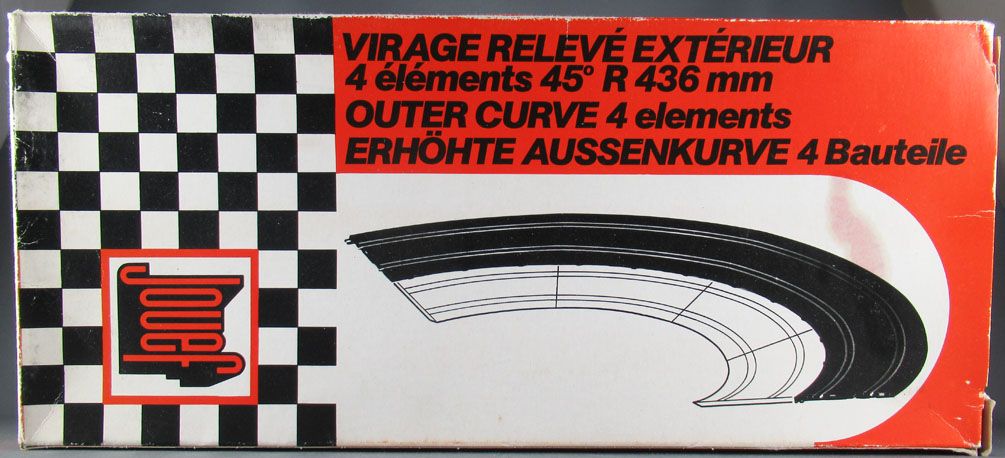 VIRAGE RELEVÉ EXTÉRIEUR
4 éléments 45° R 436 mm
OUTER CURVE 4 elements
ERHÖHTE AUSSENKURVE 4 Bauteile
Jouef